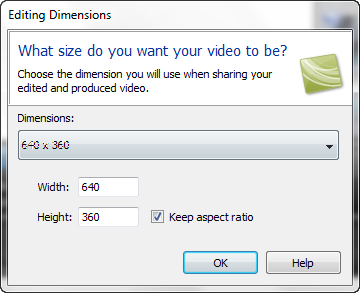 Editing Dimensions
What size do you want your video to be?
Choose the dimension you will use when sharing your
edited and produced video.
Dimensions:
640 x 360
Width: 640
Height: 360 Keep aspect ratio
OK Help